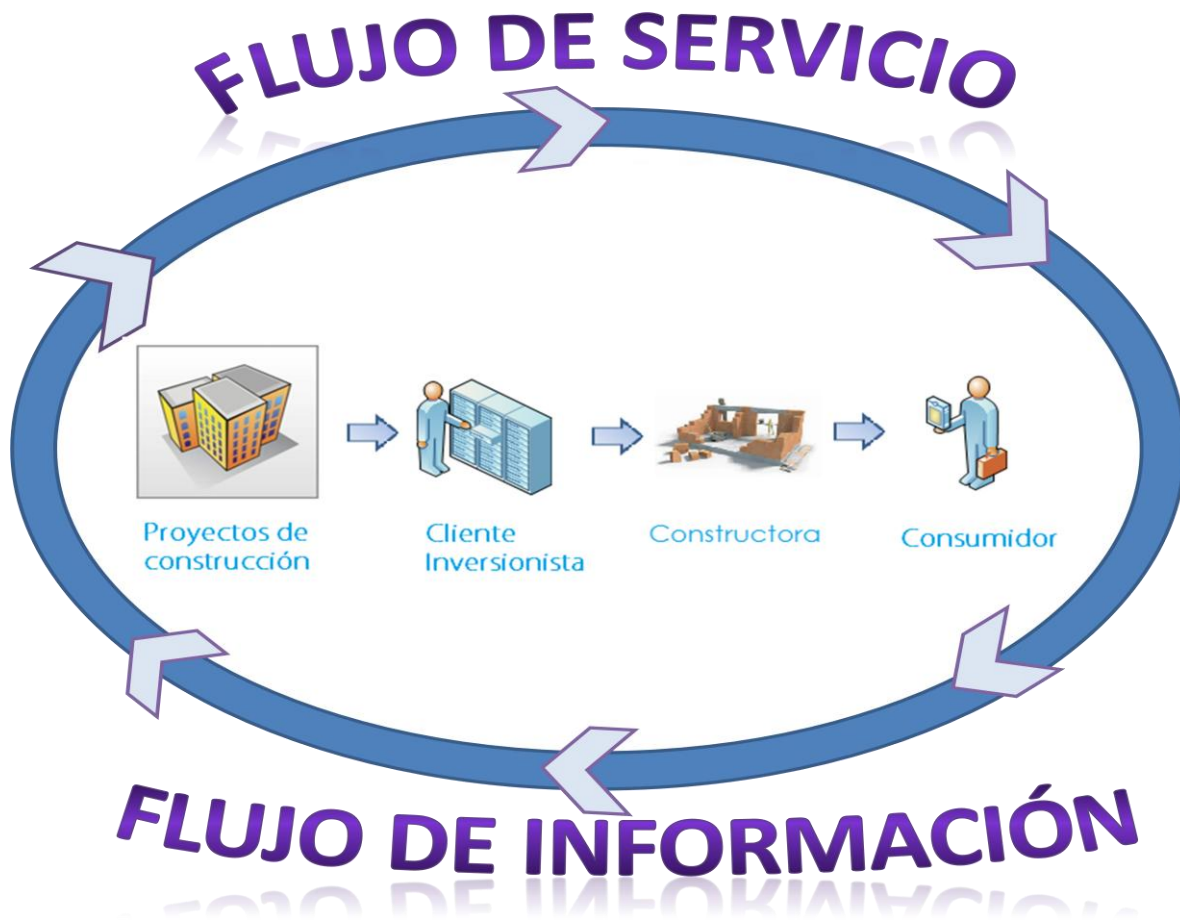 FLUJO DE SERVICIO
Proyectos de
construcción
Cliente
Inversionista
Constructora
Consumidor
FLUJO DE INFORMACIÓN